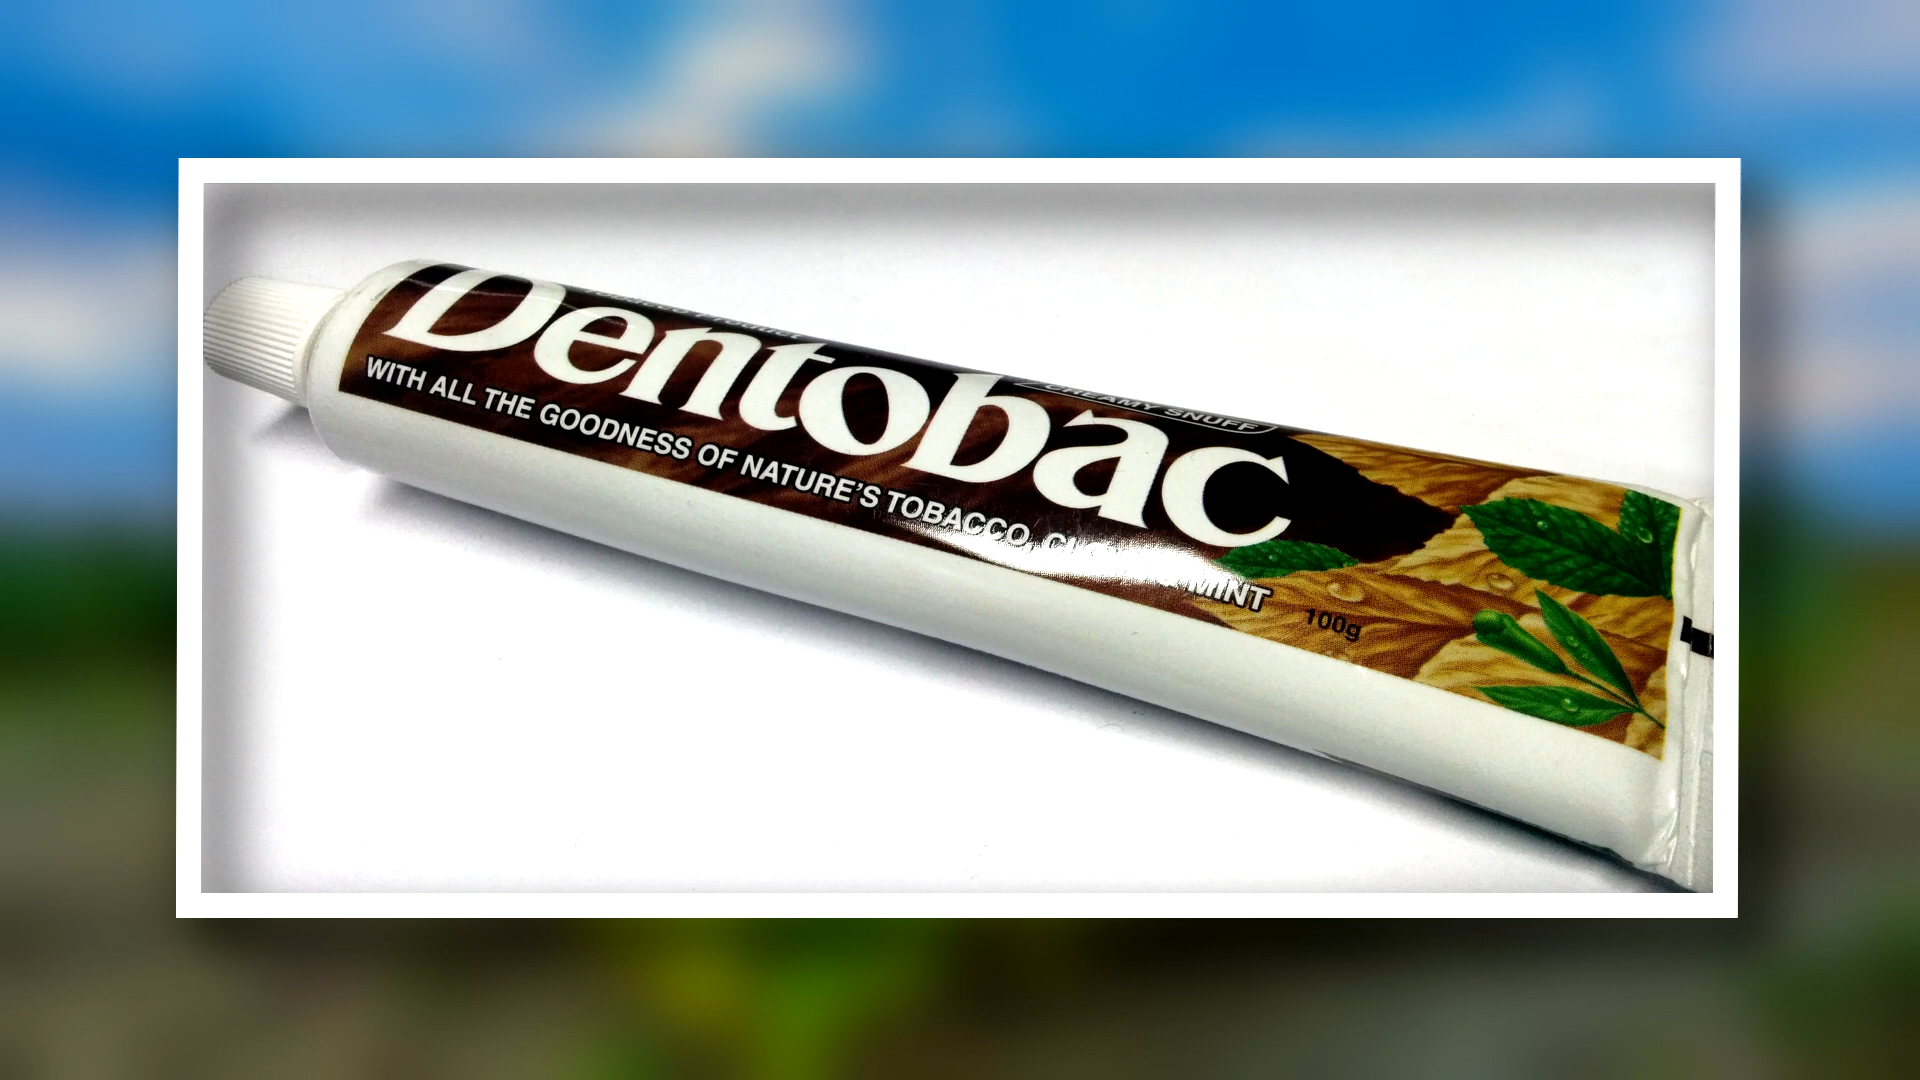 Dentobac
CREAMY SNUFF
WITH ALL THE GOODNESS OF NATURE'S TOBACCO, MINT
100g